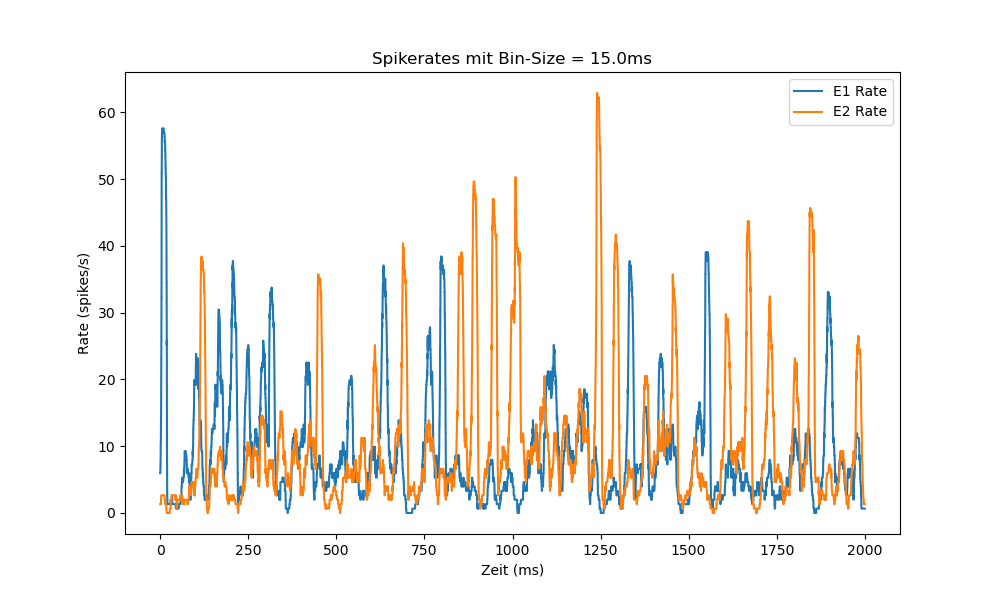 Spikerates mit Bin-Size = 15.0ms
E1 Rate
E2 Rate
Rate (spikes/s)
60
50
40
30
20
10
0
0 250 500 750 1000 1250 1500 1750 2000
Zeit (ms)